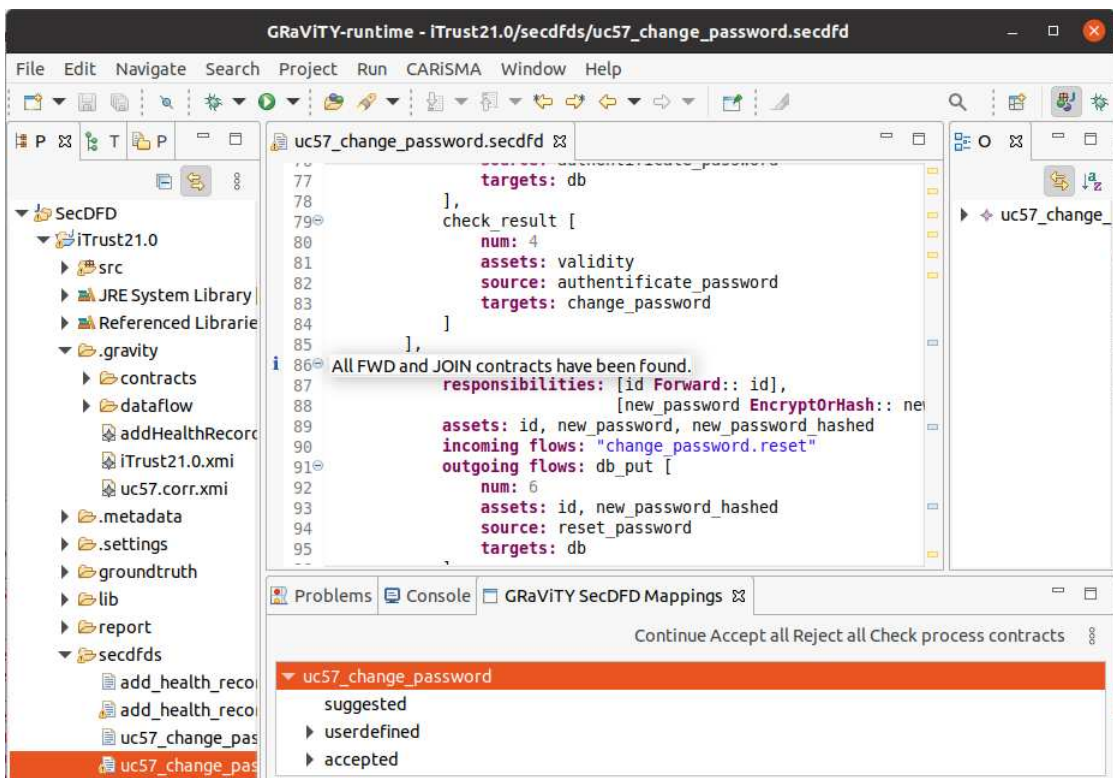 GRaViTY-runtime - iTrust21.0/secdfds/uc57_change_password.secdfd
File Edit Navigate Search Project Run CARiSMA Window Help
P T P
uc57_change_password.secdfd
O
SecDFD
iTrust21.0
src
JRE System Library
Referenced Librarie
.gravity
contracts
dataflow
addHealthRecord
iTrust21.0.xmi
uc57.corr.xmi
.metadata
.settings
groundtruth
lib
report
secdfds
add_health_reco
add_health_reco
uc57_change_pas
uc57_change_pas
77 targets: db
78 ],
79 check_result [
80 num: 4
81 assets: validity
82 source: authentificate_password
83 targets: change_password
84 ]
85 ],
86 All FWD and JOIN contracts have been found.
87 responsibilities: [id Forward:: id],
88 [new_password EncryptOrHash:: new
89 assets: id, new_password, new_password_hashed
90 incoming flows: "change_password.reset"
91 outgoing flows: db_put [
92 num: 6
93 assets: id, new_password_hashed
94 source: reset_password
95 targets: db
uc57_change_
Problems Console GRaViTY SecDFD Mappings
Continue Accept all Reject all Check process contracts
uc57_change_password
suggested
userdefined
accepted